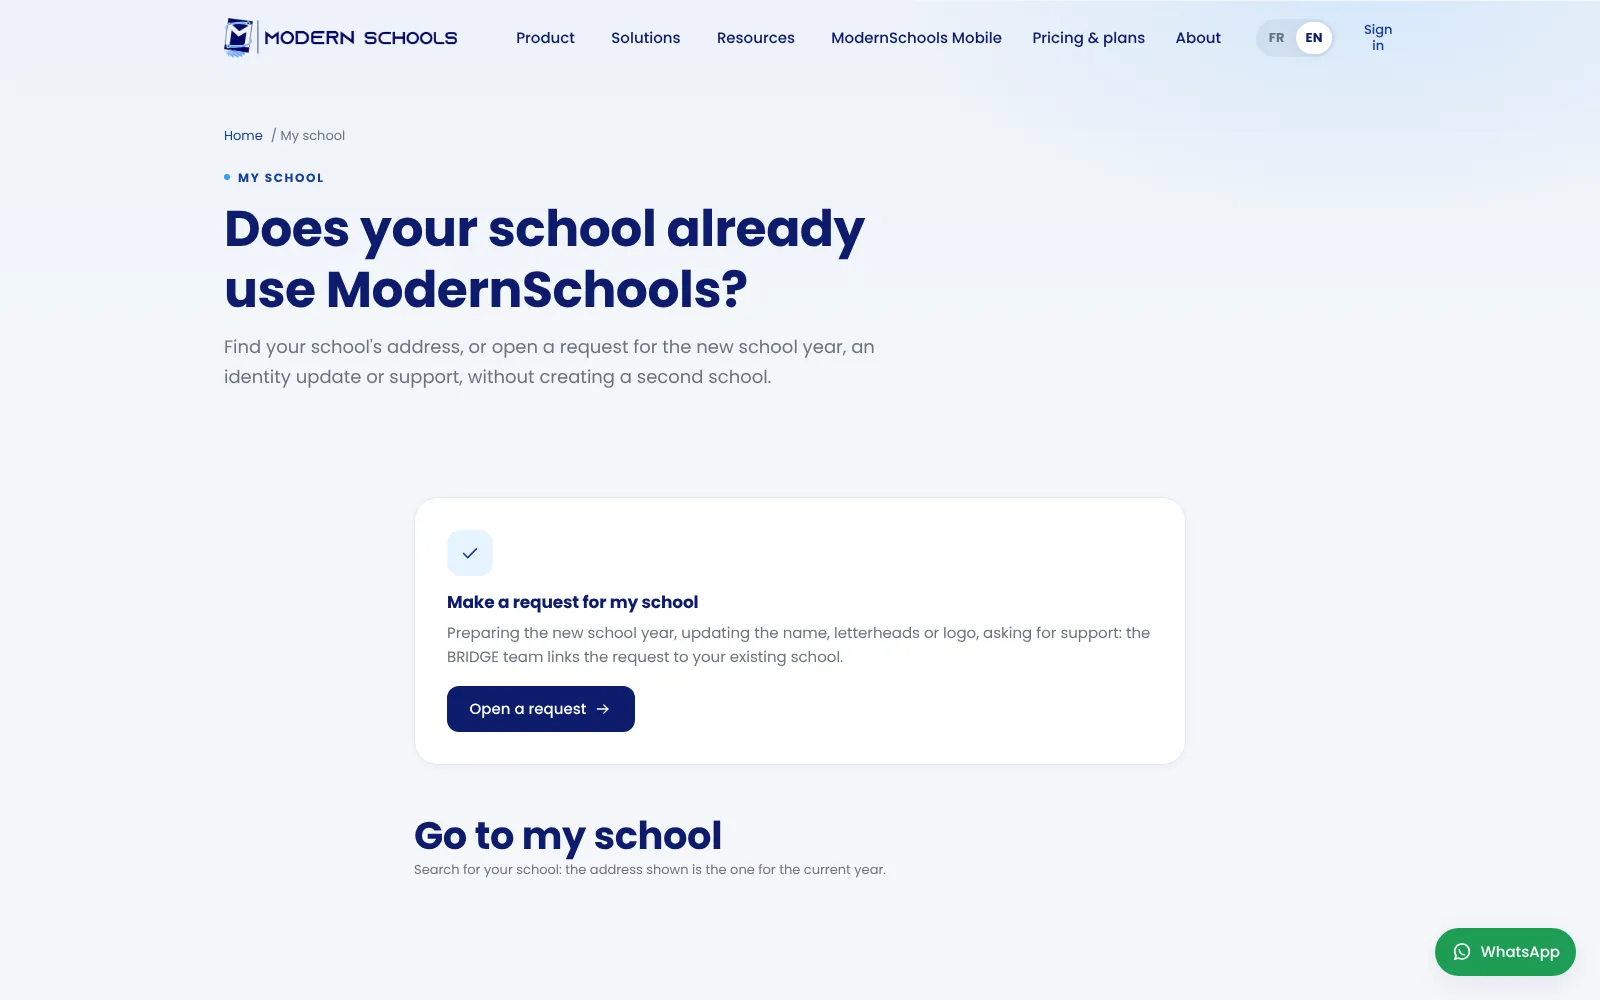 MODERN SCHOOLS
Product
Solutions
Resources
ModernSchools Mobile
Pricing & plans
About
FR
EN
Sign
in
Home / My school
MY SCHOOL
Does your school already
use ModernSchools?
Find your school's address, or open a request for the new school year, an
identity update or support, without creating a second school.
Make a request for my school
Preparing the new school year, updating the name, letterheads or logo, asking for support: the
BRIDGE team links the request to your existing school.
Open a request →
Go to my school
Search for your school: the address shown is the one for the current year.
WhatsApp